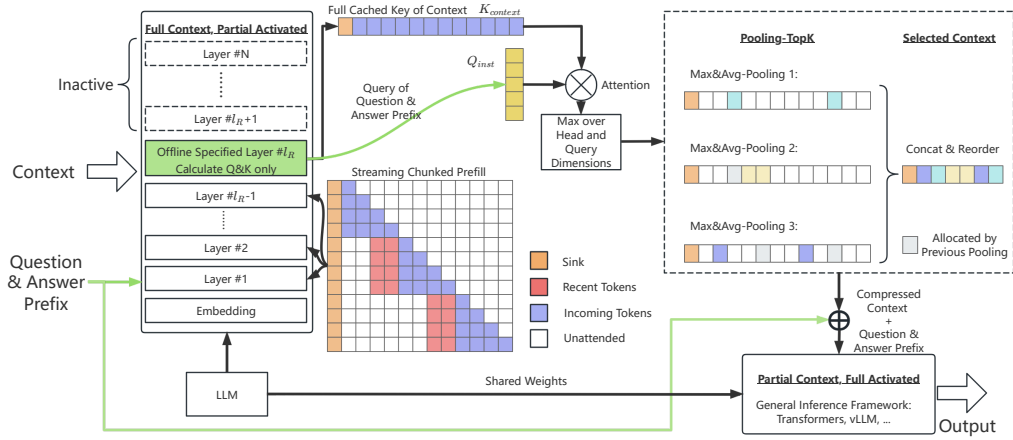 Full Context, Partial Activated
Layer #N
Inactive
Layer #l_R+1
Offline Specified Layer #l_R
Calculate Q&K only
Context
Layer #l_R-1
Layer #2
Layer #1
Embedding
Question
& Answer
Prefix
LLM
Full Cached Key of Context K_context
Q_inst
Query of
Question &
Answer Prefix
Attention
Max over
Head and
Query
Dimensions
Streaming Chunked Prefill
Sink
Recent Tokens
Incoming Tokens
Unattended
Shared Weights
Pooling-TopK
Selected Context
Max&Avg-Pooling 1:
Max&Avg-Pooling 2:
Max&Avg-Pooling 3:
Concat & Reorder
Allocated by
Previous Pooling
Compressed
Context
+
Question &
Answer Prefix
Partial Context, Full Activated
General Inference Framework:
Transformers, vLLM, ...
Output